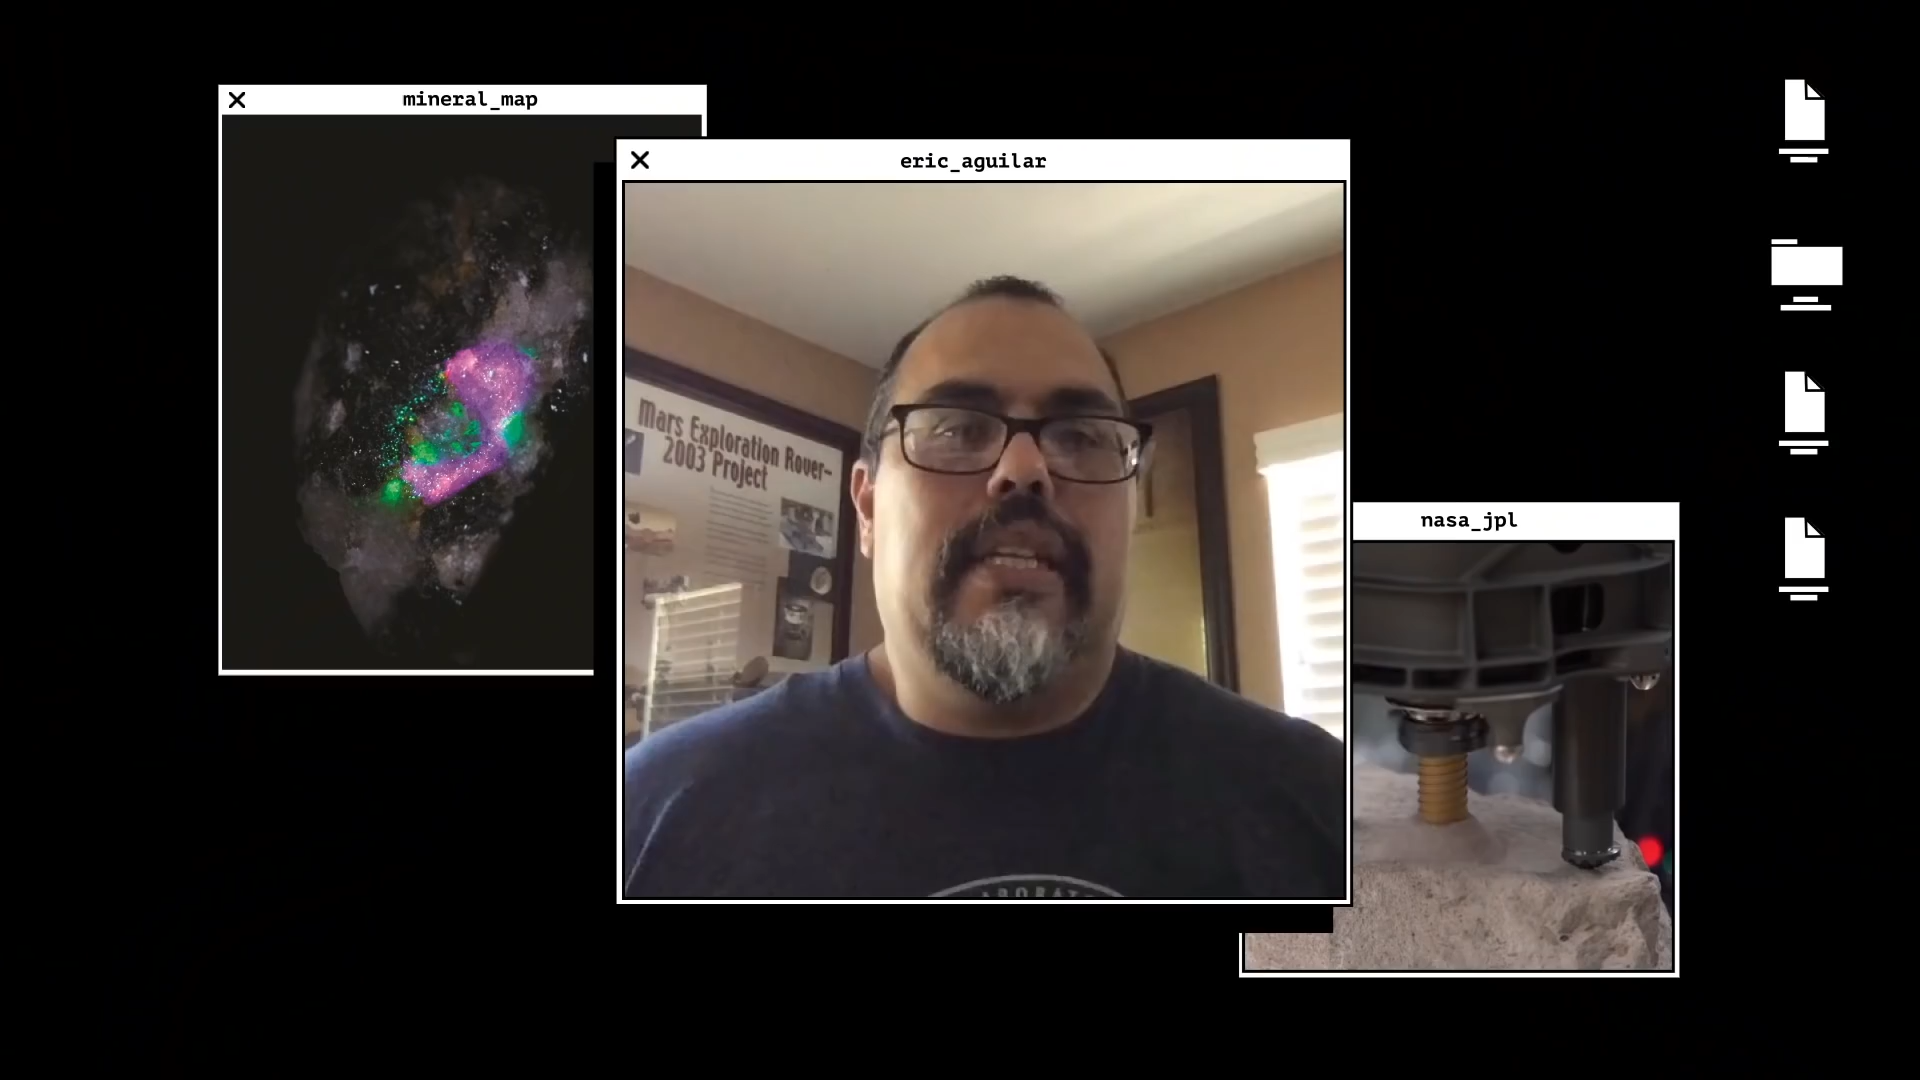 mineral_map
eric_aguilar
Mars Exploration Rover-
2003 Project
nasa_jpl